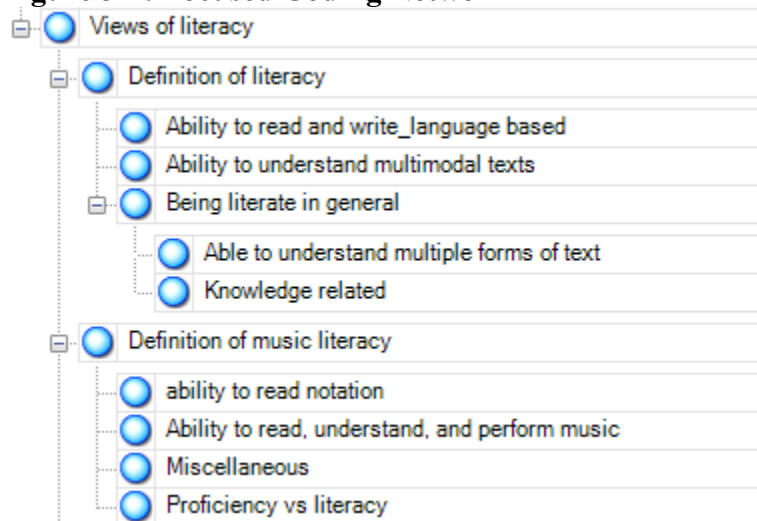 Views of literacy
Definition of literacy
Ability to read and write_language based
Ability to understand multimodal texts
Being literate in general
Able to understand multiple forms of text
Knowledge related
Definition of music literacy
ability to read notation
Ability to read, understand, and perform music
Miscellaneous
Proficiency vs literacy